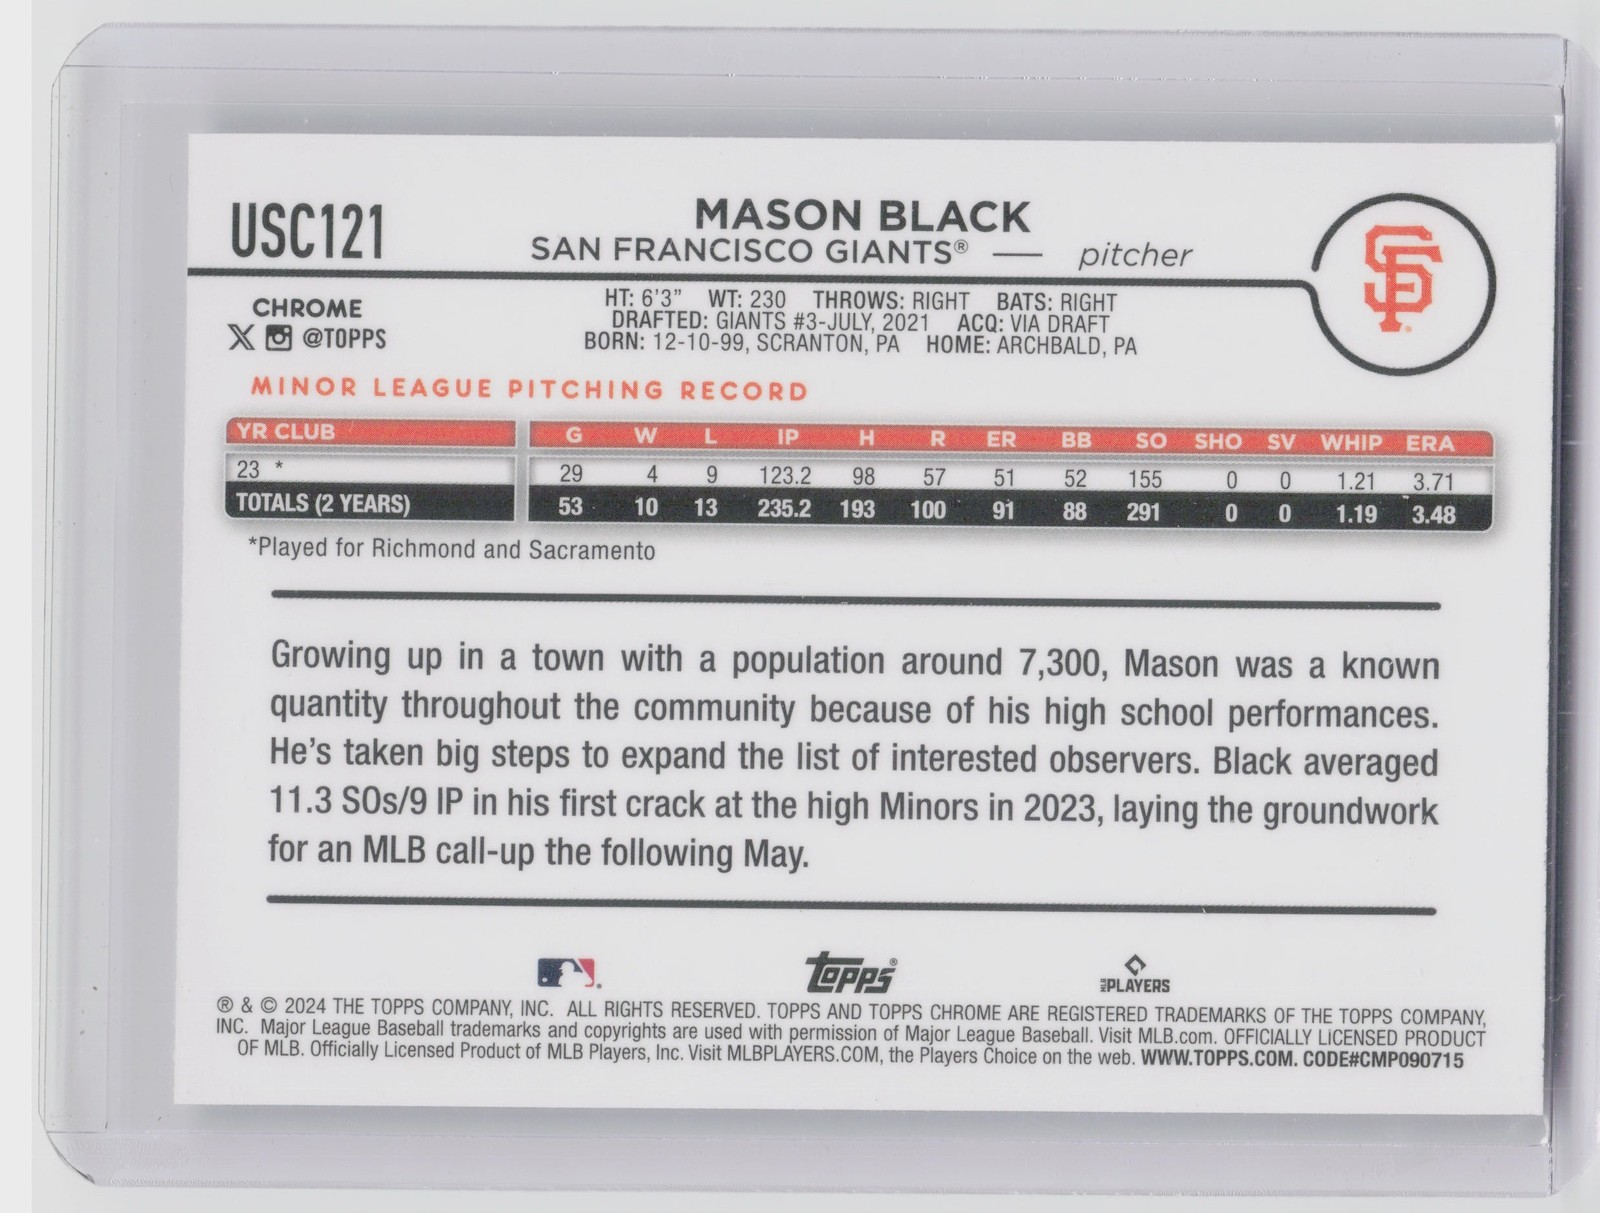 USC121
MASON BLACK
SAN FRANCISCO GIANTS® — pitcher
SF
CHROME
@TOPPS
HT: 6'3" WT: 230 THROWS: RIGHT BATS: RIGHT
DRAFTED: GIANTS #3-JULY, 2021 ACQ: VIA DRAFT
BORN: 12-10-99, SCRANTON, PA HOME: ARCHBALD, PA
MINOR LEAGUE PITCHING RECORD
YR CLUB G W L IP H R ER BB SO SHO SV WHIP ERA
23 * 29 4 9 123.2 98 57 51 52 155 0 0 1.21 3.71
TOTALS (2 YEARS) 53 10 13 235.2 193 100 91 88 291 0 0 1.19 3.48
*Played for Richmond and Sacramento
Growing up in a town with a population around 7,300, Mason was a known
quantity throughout the community because of his high school performances.
He's taken big steps to expand the list of interested observers. Black averaged
11.3 SOs/9 IP in his first crack at the high Minors in 2023, laying the groundwork
for an MLB call-up the following May.
Topps®
MLB PLAYERS
® & © 2024 THE TOPPS COMPANY, INC. ALL RIGHTS RESERVED. TOPPS AND TOPPS CHROME ARE REGISTERED TRADEMARKS OF THE TOPPS COMPANY,
INC. Major League Baseball trademarks and copyrights are used with permission of Major League Baseball. Visit MLB.com. OFFICIALLY LICENSED PRODUCT
OF MLB. Officially Licensed Product of MLB Players, Inc. Visit MLBPLAYERS.COM, the Players Choice on the web. WWW.TOPPS.COM. CODE#CMP090715